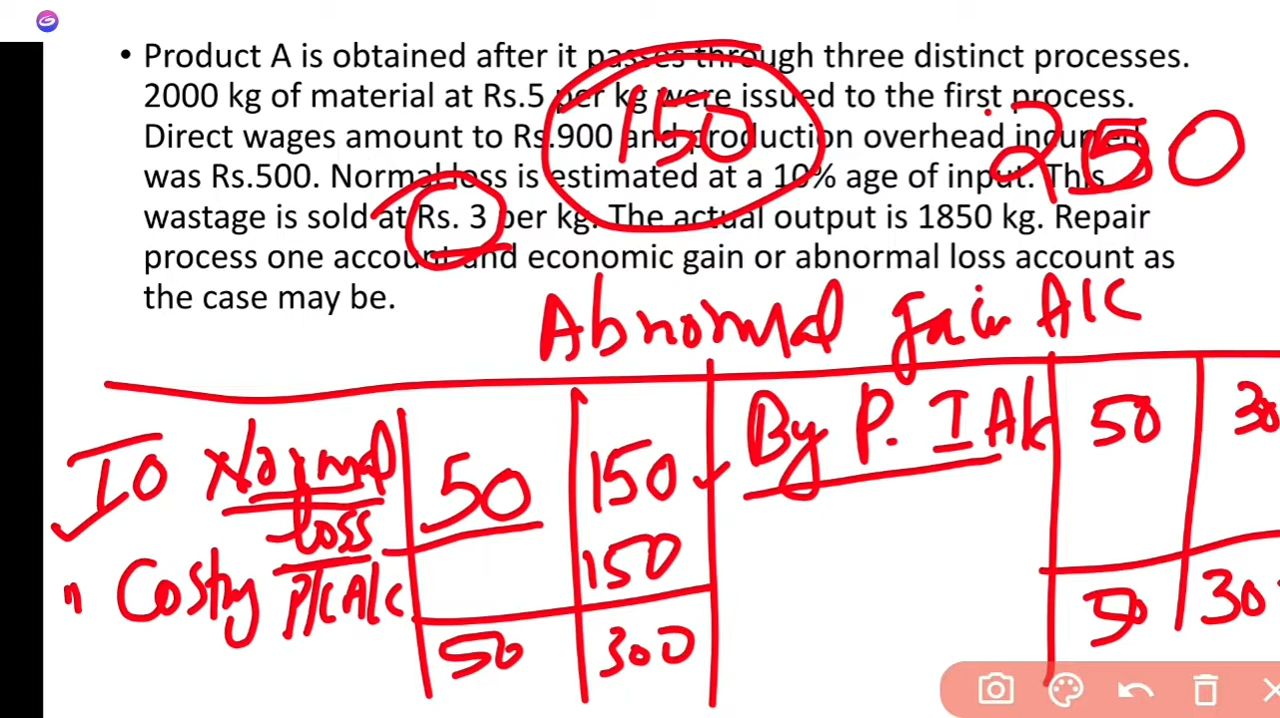 • Product A is obtained after it passes through three distinct processes.
2000 kg of material at Rs.5 per kg were issued to the first process.
Direct wages amount to Rs.900 and production overhead incurred
was Rs.500. Normal loss is estimated at a 10% age of input. This
wastage is sold at Rs. 3 per kg. The actual output is 1850 kg. Repair
process one account and economic gain or abnormal loss account as
the case may be.
150
250
Abnormal gain A/C
To Normal loss 50 150 By P. I A/c 50 30
" Costing P/L A/c 150
50 300 50 30